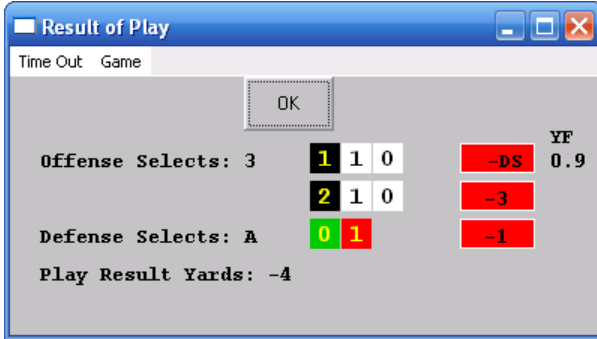 Result of Play
Time Out Game
OK
YF
Offense Selects: 3 1 1 0 -DS 0.9
2 1 0 -3
Defense Selects: A 0 1 -1
Play Result Yards: -4